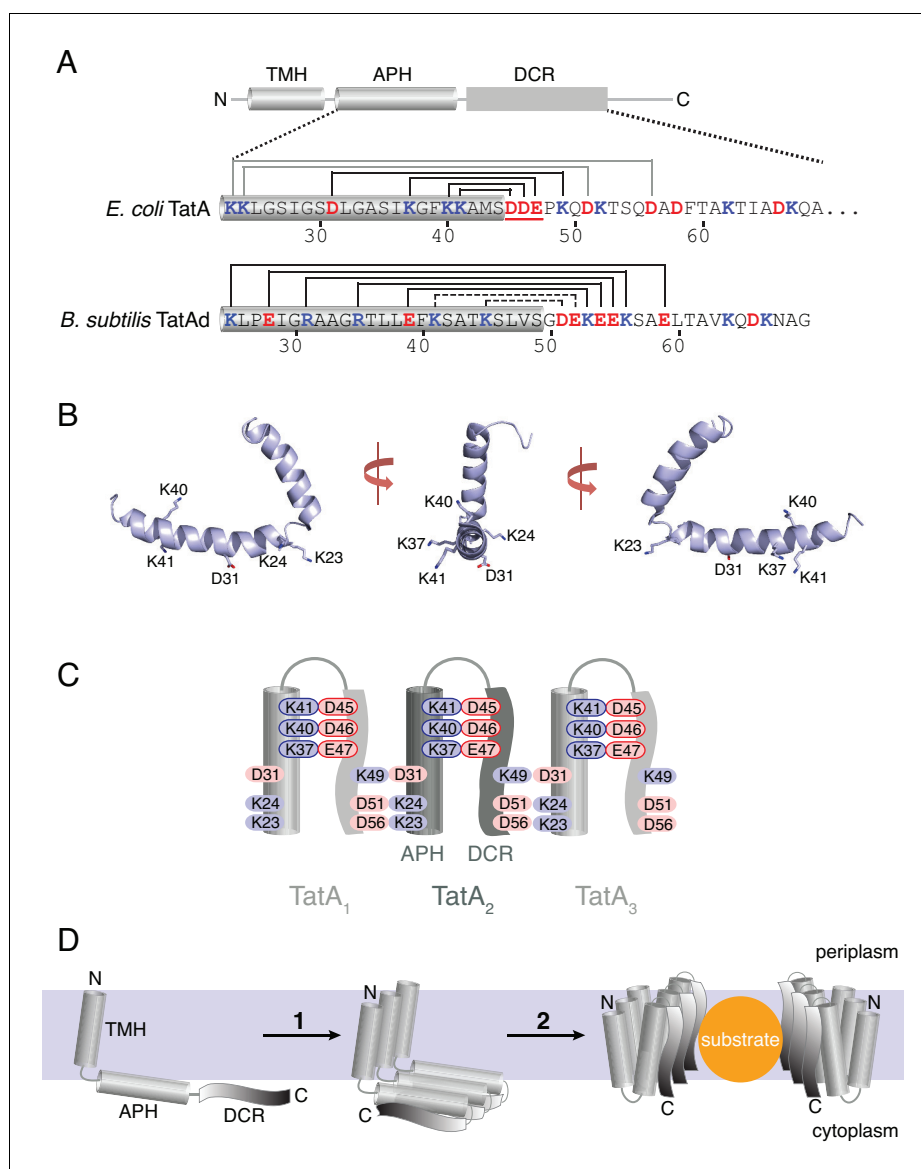 A
TMH APH DCR
N C
E. coli TatA KKLGSIGSDLGASIKGFKKAMSDDEPKQDKTSQDADFTAKTIADKQA...
30 40 50 60
B. subtilis TatAd KLPEIGRAAGRTLLEFKSATKSLVSGDEKEEKSAELTAVKQDKNAG
30 40 50 60
B
K40 K41 D31 K24 K23
K40 K37 K24 K41 D31
K40 K23 D31 K37 K41
C
K41 D45 K41 D45 K41 D45
K40 D46 K40 D46 K40 D46
K37 E47 K37 E47 K37 E47
D31 K49 D31 K49 D31 K49
K24 D51 K24 D51 K24 D51
K23 D56 K23 D56 K23 D56
APH DCR
TatA1 TatA2 TatA3
D
periplasm
N N N N
TMH 1 2 substrate
APH DCR C C C C
cytoplasm